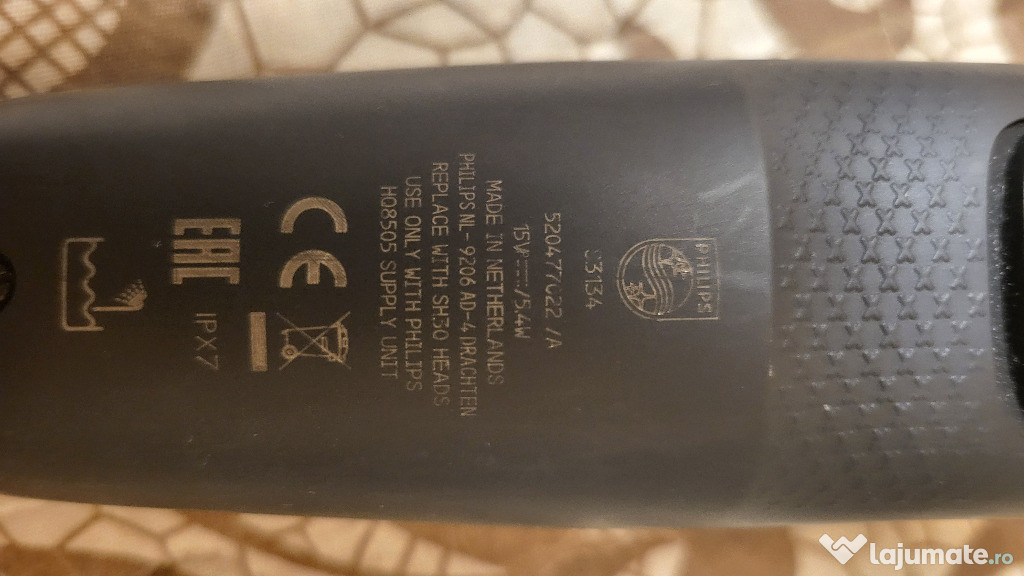 PHILIPS
S3134
520477C22 /A
15V⎓/5.4W
MADE IN NETHERLANDS
PHILIPS NL - 9206 AD-4 DRACHTEN
REPLACE WITH SH30 HEADS
USE ONLY WITH PHILIPS
HQ8505 SUPPLY UNIT
CE
EAC
IPX7
lajumate.ro